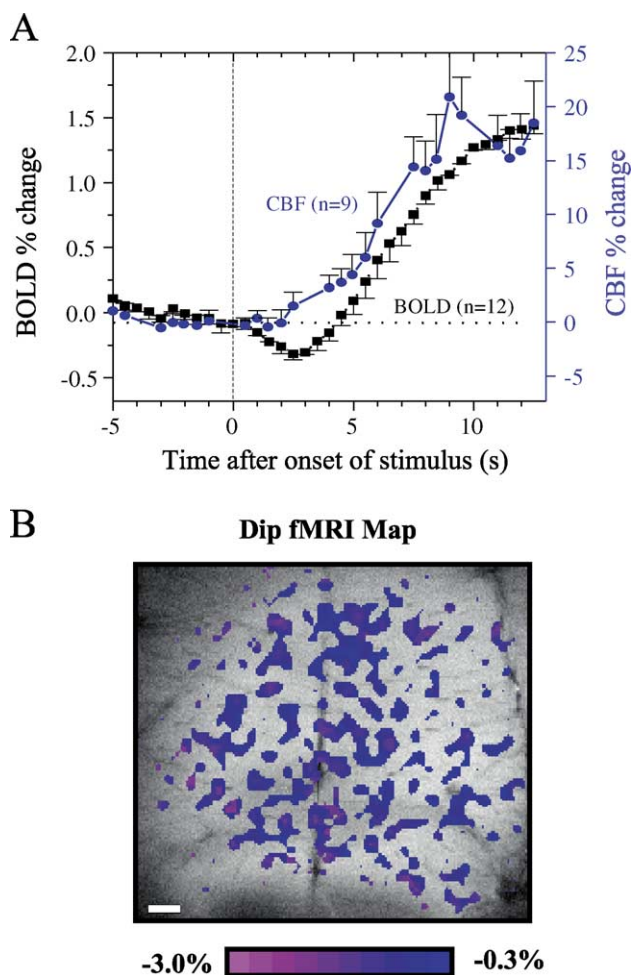 A
2.0
1.5
1.0
0.5
0.0
-0.5
BOLD % change
25
20
15
10
5
0
-5
CBF % change
CBF (n=9)
BOLD (n=12)
-5
0
5
10
Time after onset of stimulus (s)
B
Dip fMRI Map
-3.0%
-0.3%